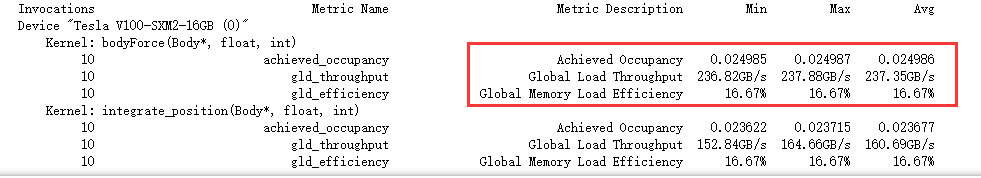 Invocations Metric Name Metric Description Min Max Avg
Device "Tesla V100-SXM2-16GB (0)"
Kernel: bodyForce(Body*, float, int)
10 achieved_occupancy Achieved Occupancy 0.024985 0.024987 0.024986
10 gld_throughput Global Load Throughput 236.82GB/s 237.88GB/s 237.35GB/s
10 gld_efficiency Global Memory Load Efficiency 16.67% 16.67% 16.67%
Kernel: integrate_position(Body*, float, int)
10 achieved_occupancy Achieved Occupancy 0.023622 0.023715 0.023677
10 gld_throughput Global Load Throughput 152.84GB/s 164.66GB/s 160.69GB/s
10 gld_efficiency Global Memory Load Efficiency 16.67% 16.67% 16.67%